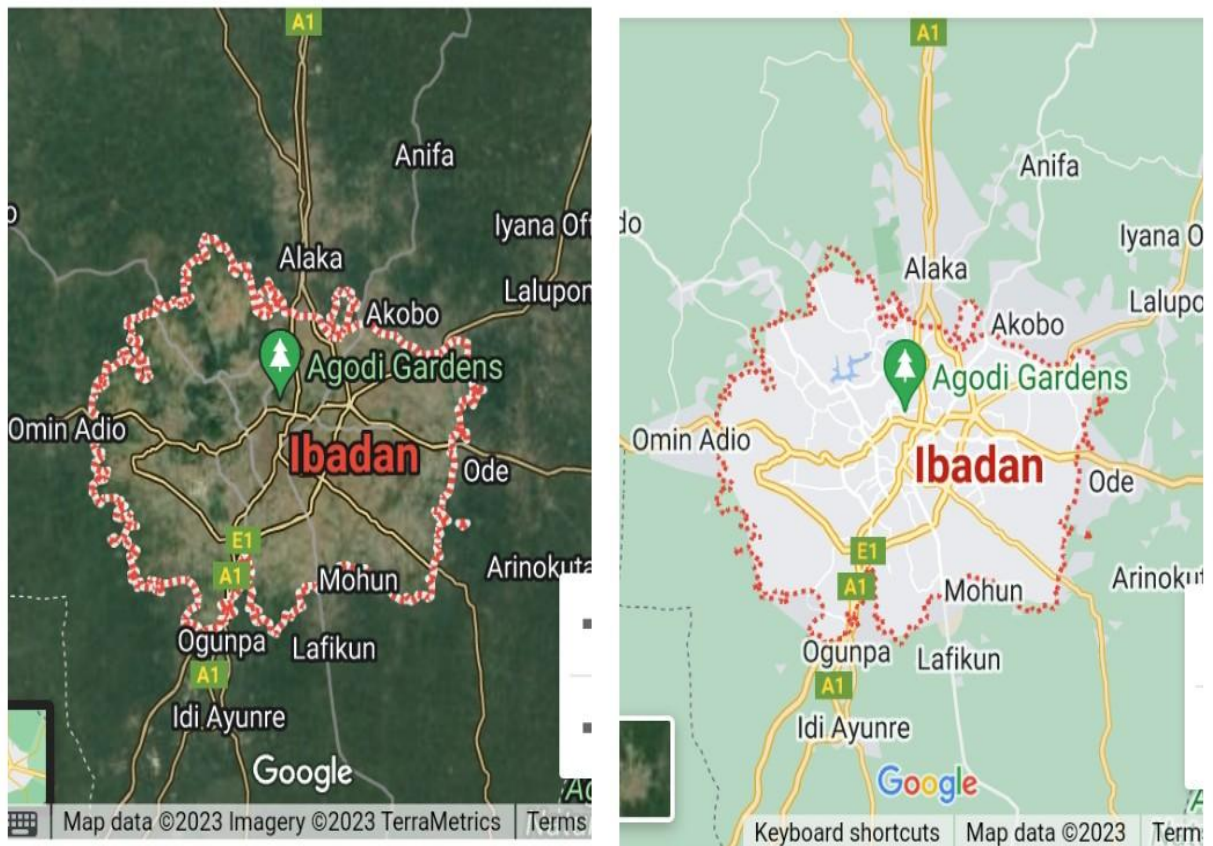 A1
Anifa
Iyana Of
Alaka
Lalupon
Akobo
Agodi Gardens
Omin Adio
Ibadan
Ode
E1
A1
Mohun
Arinokuta
Ogunpa
Lafikun
A1
Idi Ayunre
Google
Map data ©2023 Imagery ©2023 TerraMetrics
Terms
A1
Anifa
do
Iyana O
Alaka
Lalupo
Akobo
Agodi Gardens
Omin Adio
Ibadan
Ode
E1
A1
Mohun
Arinokut
Ogunpa
Lafikun
A1
Idi Ayunre
Google
Keyboard shortcuts
Map data ©2023
Term